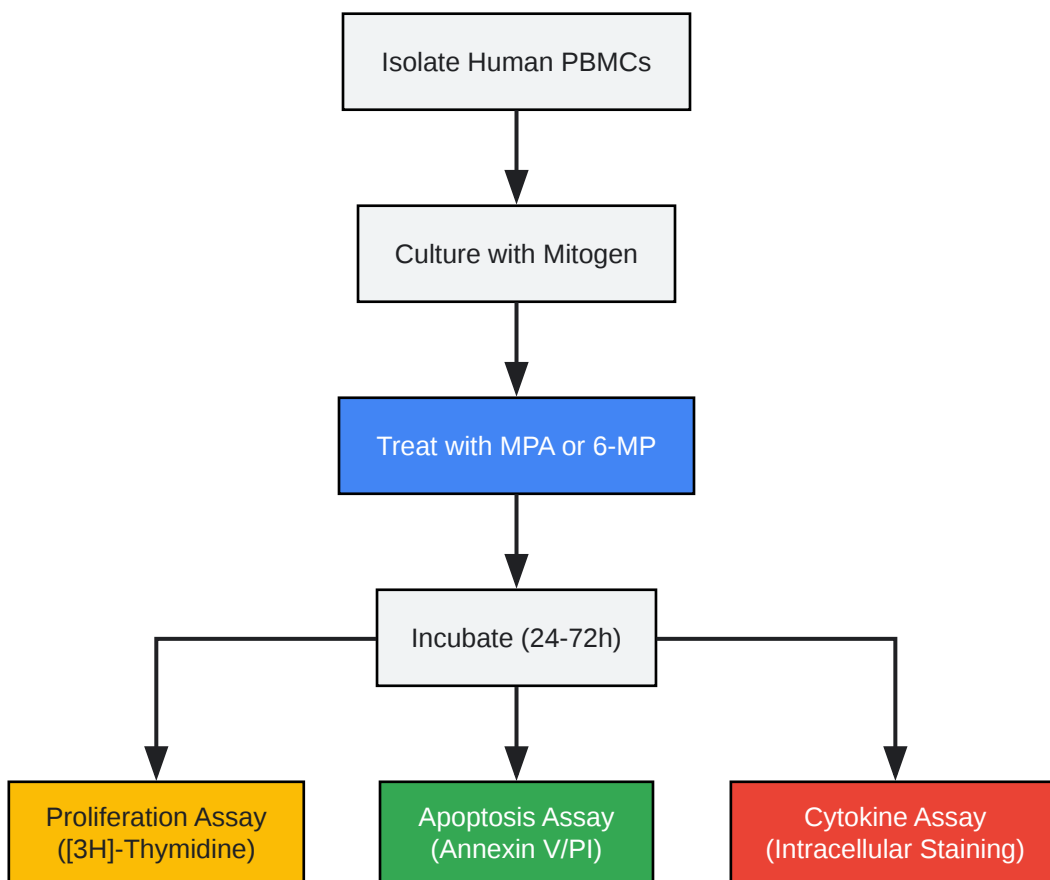 Isolate Human PBMCs
Culture with Mitogen
Treat with MPA or 6-MP
Incubate (24-72h)
Proliferation Assay
([3H]-Thymidine)
Apoptosis Assay
(Annexin V/PI)
Cytokine Assay
(Intracellular Staining)